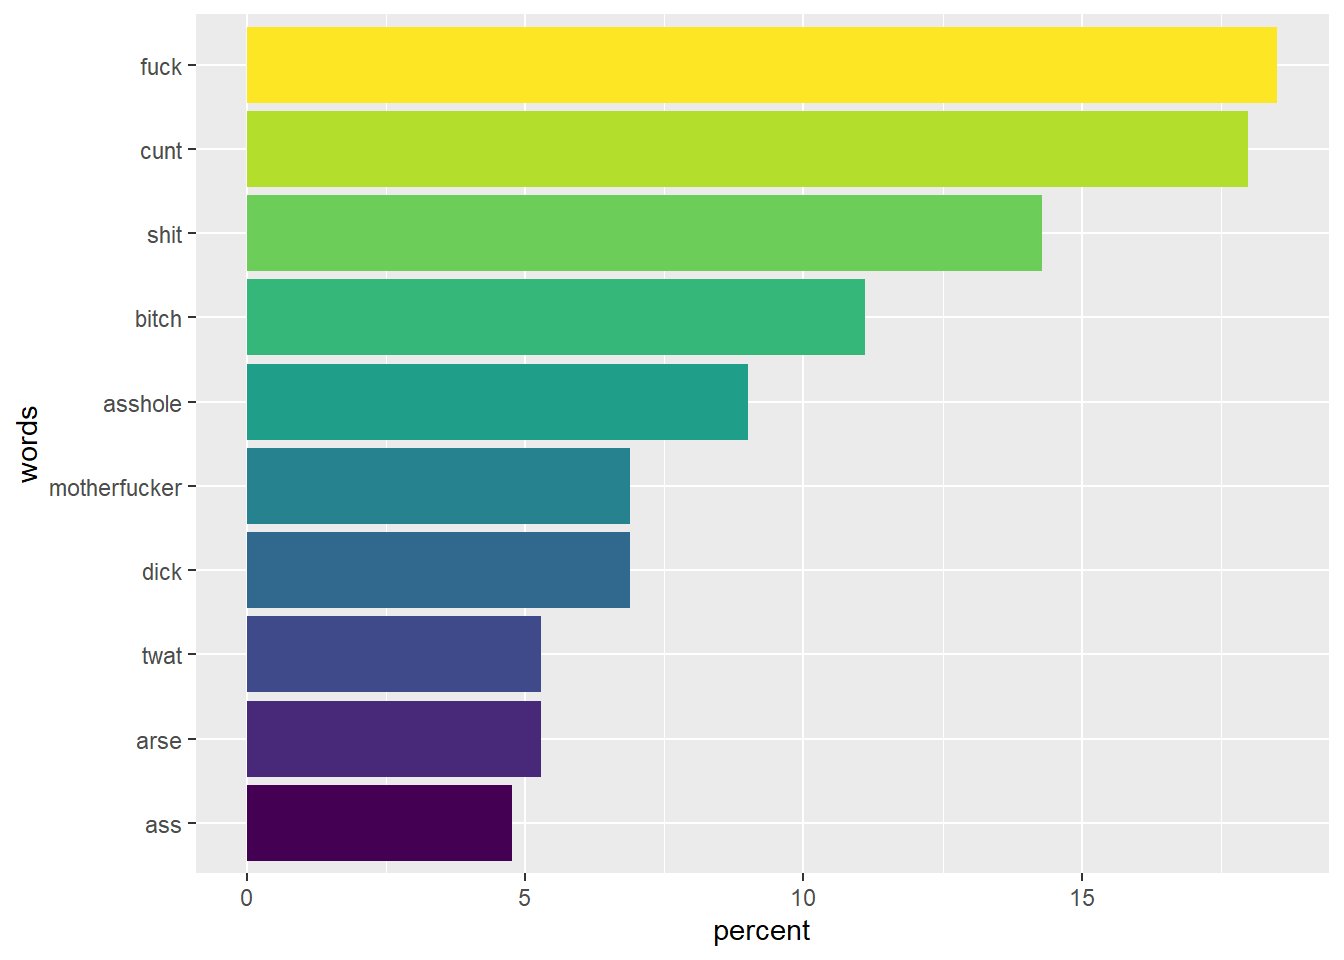 fuck
cunt
shit
bitch
asshole
motherfucker
dick
twat
arse
ass
words
0 5 10 15
percent